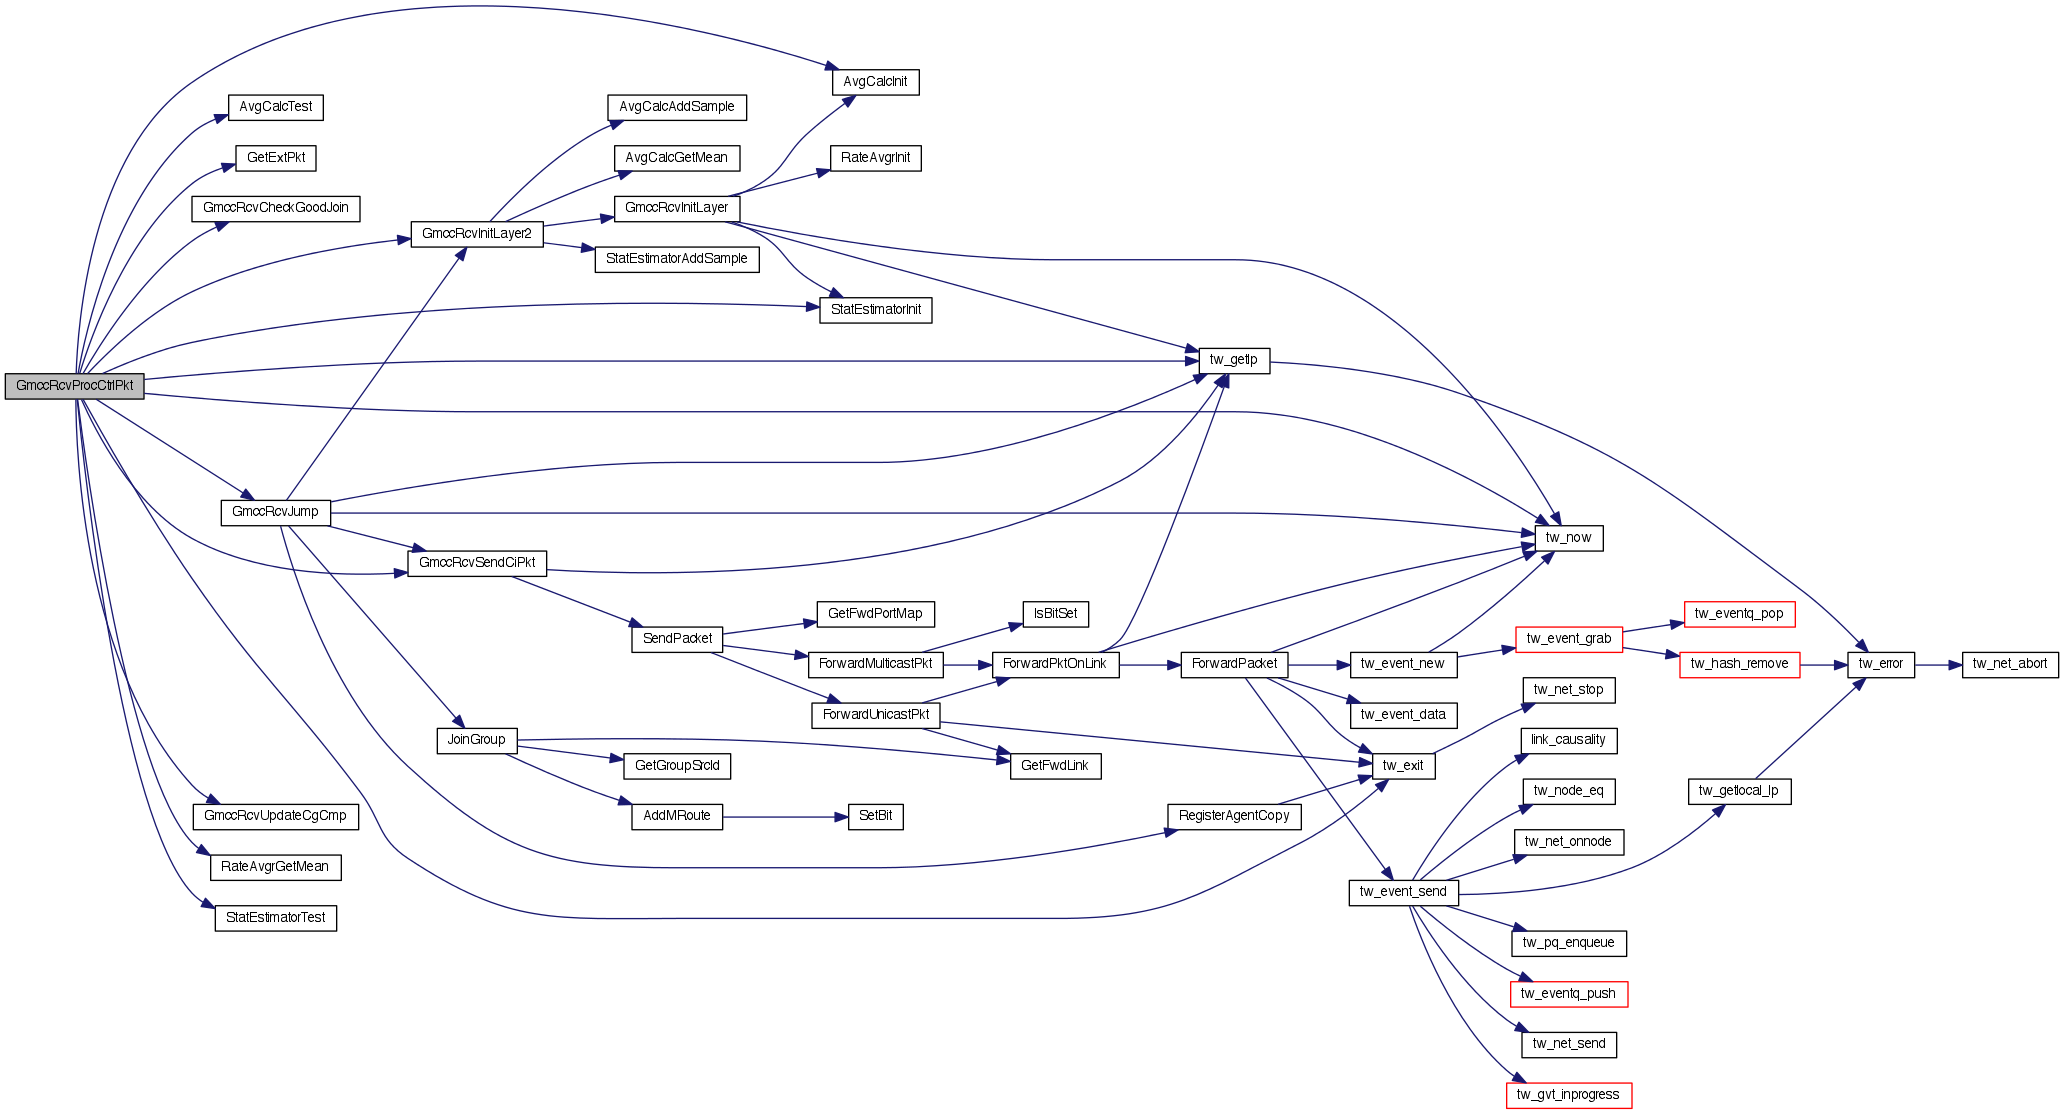 AvgCalcInit
AvgCalcTest
AvgCalcAddSample
GetExtPkt
AvgCalcGetMean
RateAvgrInit
GmccRcvCheckGoodJoin
GmccRcvInitLayer
GmccRcvInitLayer2
StatEstimatorAddSample
StatEstimatorInit
tw_getlp
GmccRcvProcCtrlPkt
GmccRcvJump
tw_now
GmccRcvSendCiPkt
GetFwdPortMap
IsBitSet
tw_eventq_pop
SendPacket
tw_event_grab
ForwardMulticastPkt
ForwardPktOnLink
ForwardPacket
tw_event_new
tw_hash_remove
tw_error
tw_net_abort
tw_net_stop
ForwardUnicastPkt
tw_event_data
JoinGroup
link_causality
GetGroupSrcId
GetFwdLink
tw_exit
tw_node_eq
tw_getlocal_lp
GmccRcvUpdateCgCmp
AddMRoute
SetBit
RegisterAgentCopy
tw_net_onnode
RateAvgrGetMean
tw_event_send
StatEstimatorTest
tw_pq_enqueue
tw_eventq_push
tw_net_send
tw_gvt_inprogress